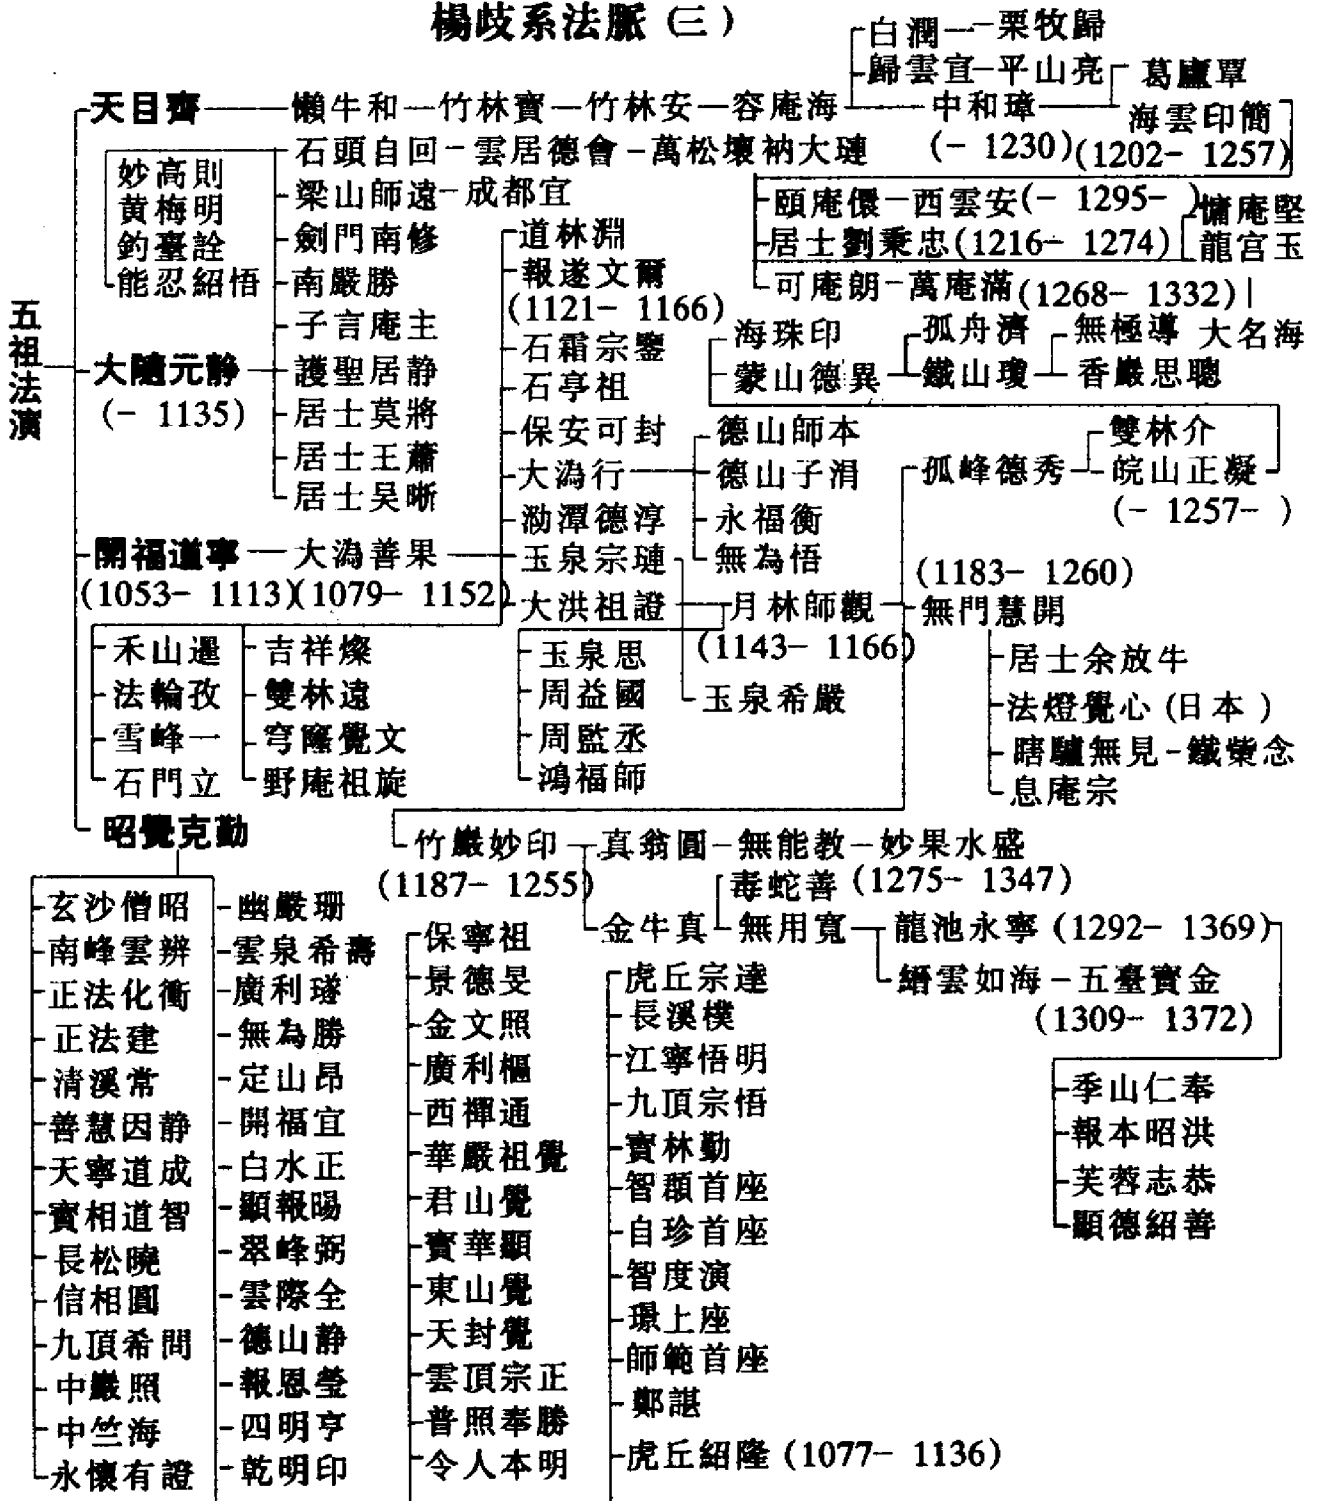 楊歧系法脈（三）
白潤－栗牧歸
歸雲宣－平山亮
葛廬覃
天目齊－懶牛和－竹林寶－竹林安－容庵海
中和璋
(- 1230)
海雲印簡
(1202- 1257)
石頭自回－雲居德會－萬松壞衲大璉
妙高則
黄梅明
釣臺詮
能忍紹悟
梁山師遠－成都宜
頤庵儇－西雲安(- 1295- )
慵庵堅
劍門南修
居士劉秉忠(1216- 1274)
龍宫玉
南嚴勝
可庵朗－萬庵滿(1268- 1332)
大名海
子言庵主
五祖法演
大隨元静
(- 1135)
護聖居静
居士莫將
居士王蕭
居士吴晰
道林淵
報遂文爾
(1121- 1166)
石霜宗鑒
石亭祖
保安可封
大溈行
泐潭德淳
玉泉宗璉
大洪祖證
海珠印
蒙山德異
孤舟濟
鐵山瓊
無極導
香嚴思聰
德山師本
德山子涓
永福衡
無為悟
孤峰德秀
雙林介
皖山正凝
(- 1257- )
開福道寧
(1053- 1113)
大溈善果
(1079- 1152)
月林師觀
(1143- 1166)
(1183- 1260)
無門慧開
禾山暹
法輪孜
雪峰一
石門立
吉祥燦
雙林遠
穹窿覺文
野庵祖旋
玉泉思
周益國
周監丞
鴻福師
玉泉希嚴
居士余放牛
法燈覺心 (日本 )
瞎驢無見－鐵觜念
息庵宗
昭覺克勤
竹嚴妙印
(1187- 1255)
真翁圓－無能教－妙果水盛
(1275- 1347)
金牛真
毒蛇善
無用寬
龍池永寧 (1292- 1369)
縉雲如海－五臺寶金
(1309- 1372)
季山仁奉
報本昭洪
芙蓉志恭
顯德紹善
玄沙僧昭
南峰雲辨
正法化衝
正法建
清溪常
善慧因静
天寧道成
寶相道智
長松曉
信相圓
九頂希問
中嚴照
中竺海
永懷有證
幽嚴珊
雲泉希壽
廣利璲
無為勝
定山昂
開福宜
白水正
顯報暘
翠峰弼
雲際全
德山静
報恩瑩
四明亨
乾明印
保寧祖
景德旻
金文照
廣利樞
西禪通
華嚴祖覺
君山覺
寶華顯
東山覺
天封覺
雲頂宗正
普照奉勝
令人本明
虎丘宗達
長溪樸
江寧悟明
九頂宗悟
寶林勤
智顒首座
自珍首座
智度演
璟上座
師範首座
鄭諶
虎丘紹隆 (1077- 1136)